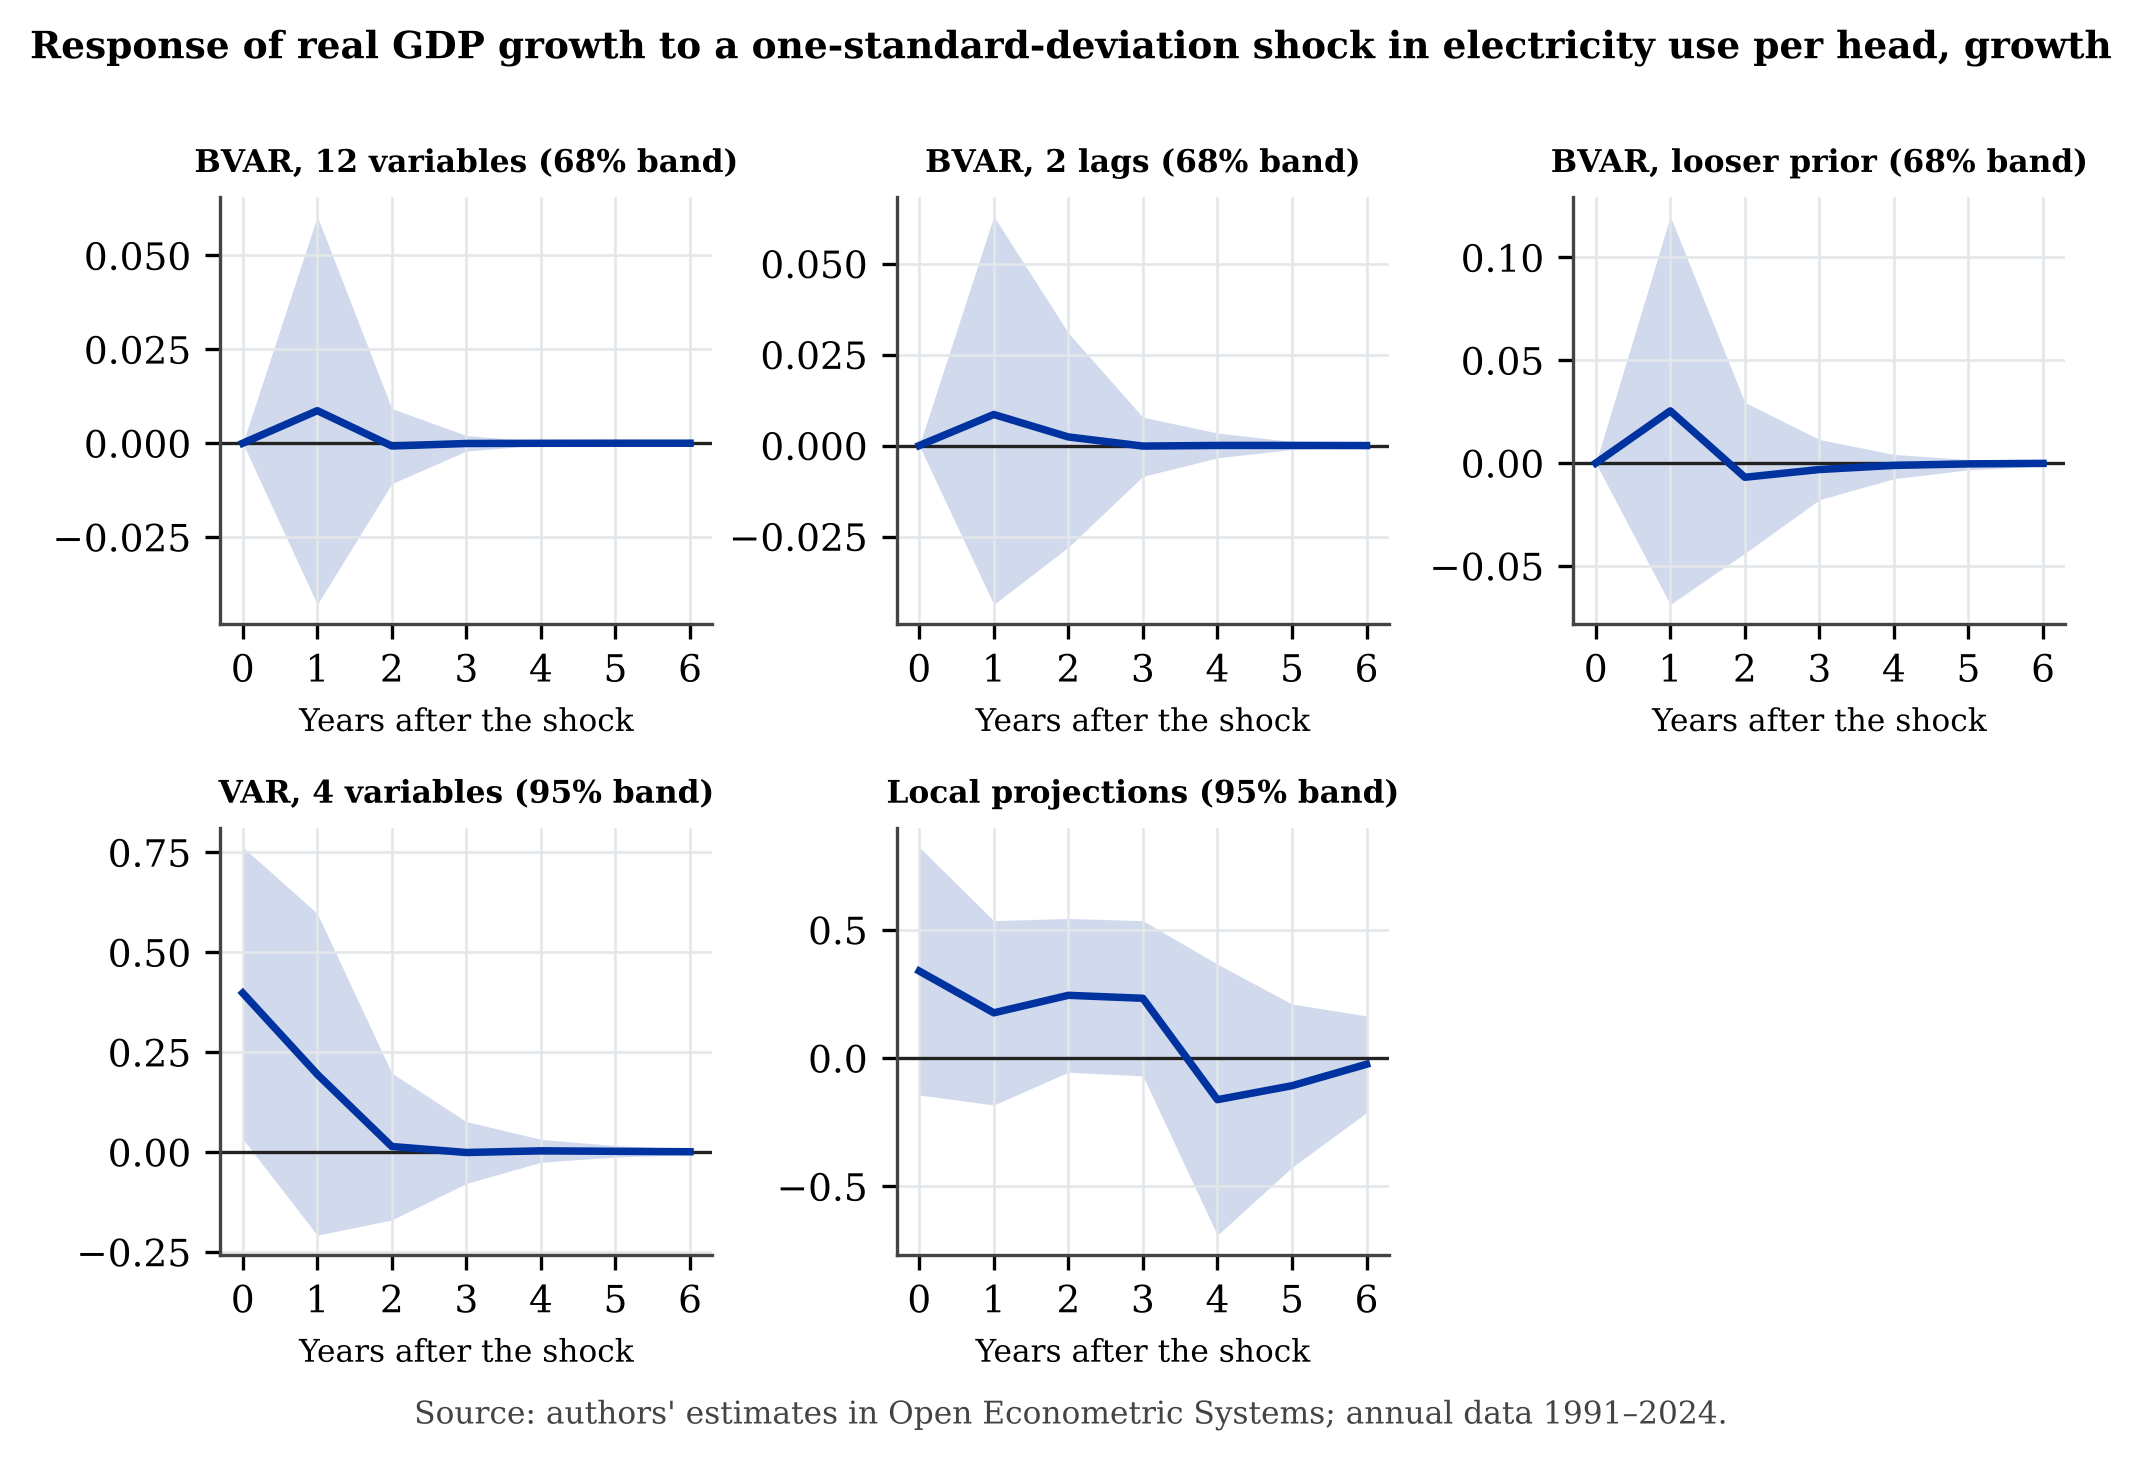 Response of real GDP growth to a one-standard-deviation shock in electricity use per head, growth
BVAR, 12 variables (68% band)
0.050
0.025
0.000
−0.025
0 1 2 3 4 5 6
Years after the shock
BVAR, 2 lags (68% band)
0.050
0.025
0.000
−0.025
0 1 2 3 4 5 6
Years after the shock
BVAR, looser prior (68% band)
0.10
0.05
0.00
−0.05
0 1 2 3 4 5 6
Years after the shock
VAR, 4 variables (95% band)
0.75
0.50
0.25
0.00
−0.25
0 1 2 3 4 5 6
Years after the shock
Local projections (95% band)
0.5
0.0
−0.5
0 1 2 3 4 5 6
Years after the shock
Source: authors' estimates in Open Econometric Systems; annual data 1991–2024.